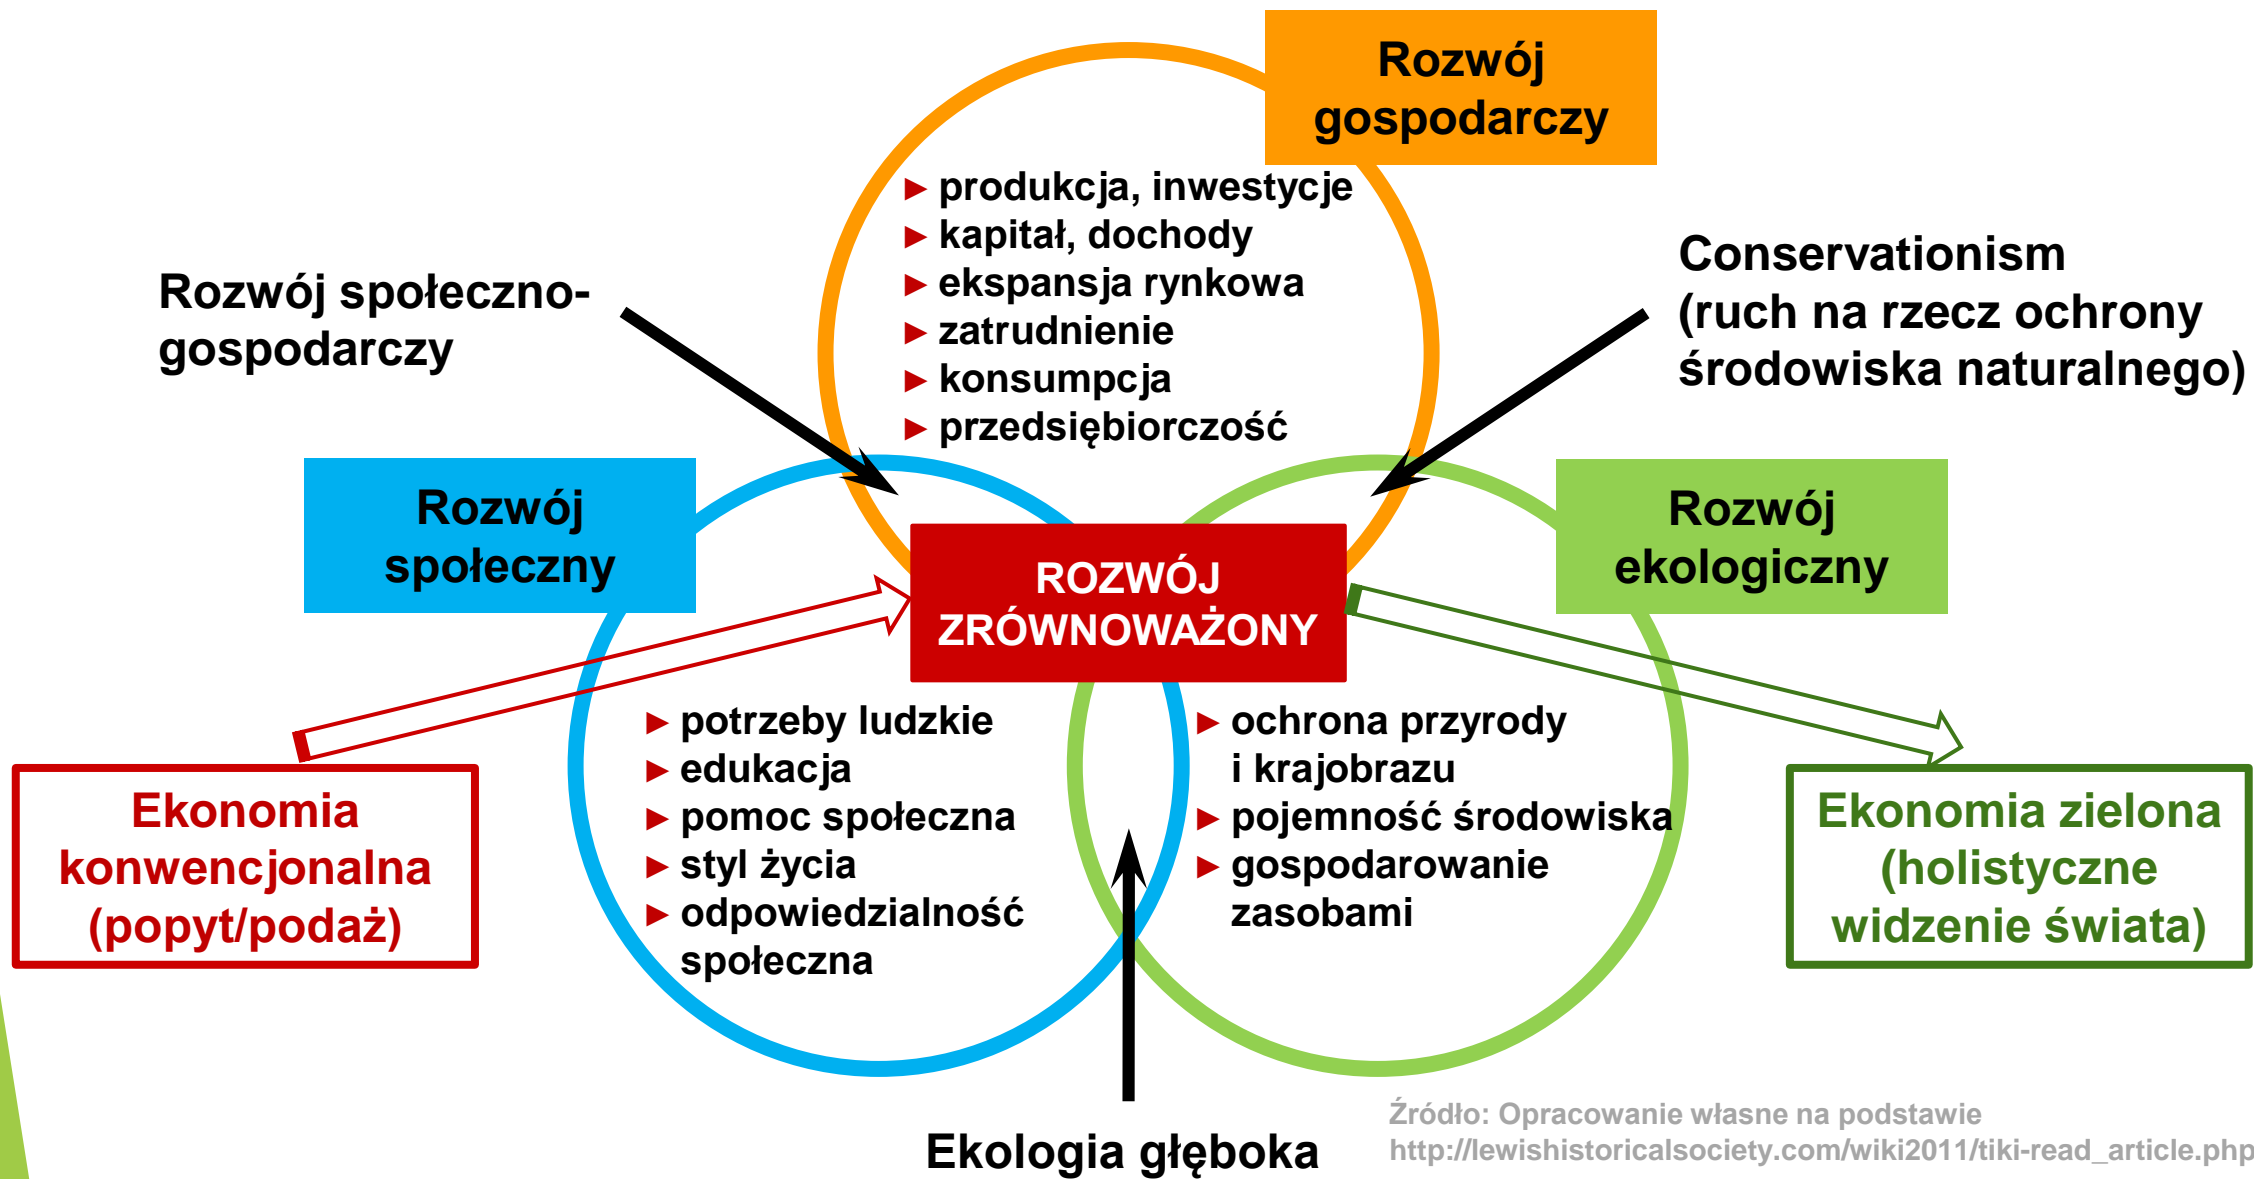 Rozwój
gospodarczy
► produkcja, inwestycje
► kapitał, dochody
► ekspansja rynkowa
► zatrudnienie
► konsumpcja
► przedsiębiorczość
Rozwój społeczno-
gospodarczy
Conservationism
(ruch na rzecz ochrony
środowiska naturalnego)
Rozwój
społeczny
ROZWÓJ
ZRÓWNOWAŻONY
Rozwój
ekologiczny
► potrzeby ludzkie
► edukacja
► pomoc społeczna
► styl życia
► odpowiedzialność
społeczna
► ochrona przyrody
i krajobrazu
► pojemność środowiska
► gospodarowanie
zasobami
Ekonomia
konwencjonalna
(popyt/podaż)
Ekonomia zielona
(holistyczne
widzenie świata)
Ekologia głęboka
Źródło: Opracowanie własne na podstawie
http://lewishistoricalsociety.com/wiki2011/tiki-read_article.php